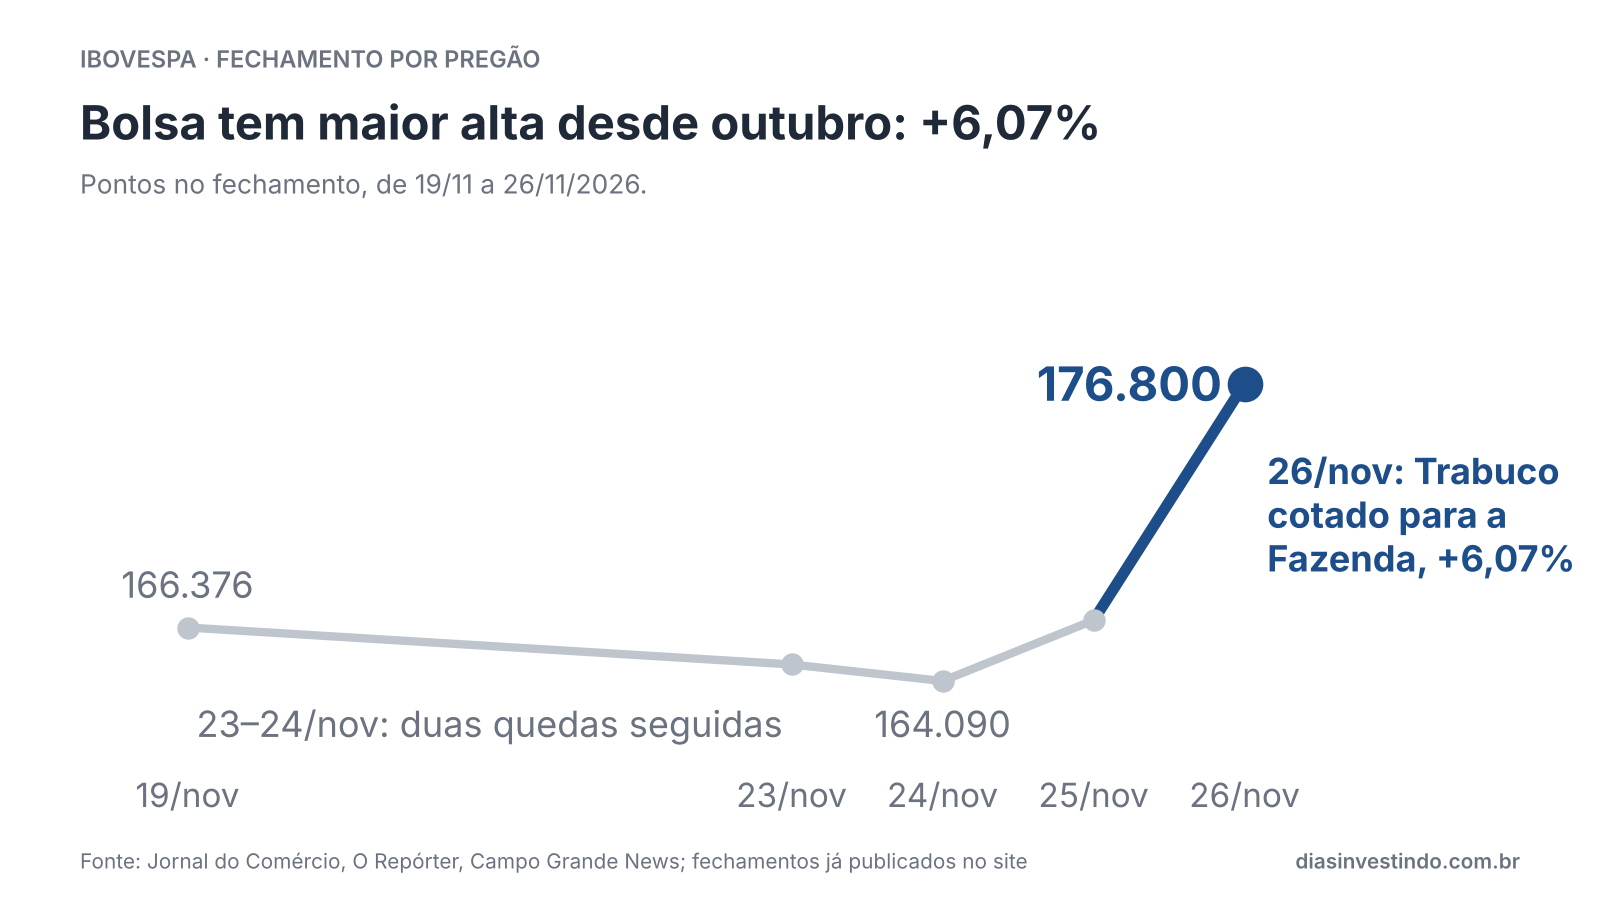 IBOVESPA · FECHAMENTO POR PREGÃO
Bolsa tem maior alta desde outubro: +6,07%
Pontos no fechamento, de 19/11 a 26/11/2026.
176.800
26/nov: Trabuco
cotado para a
Fazenda, +6,07%
166.376
23–24/nov: duas quedas seguidas
164.090
19/nov
23/nov
24/nov
25/nov
26/nov
Fonte: Jornal do Comércio, O Repórter, Campo Grande News; fechamentos já publicados no site
diasinvestindo.com.br